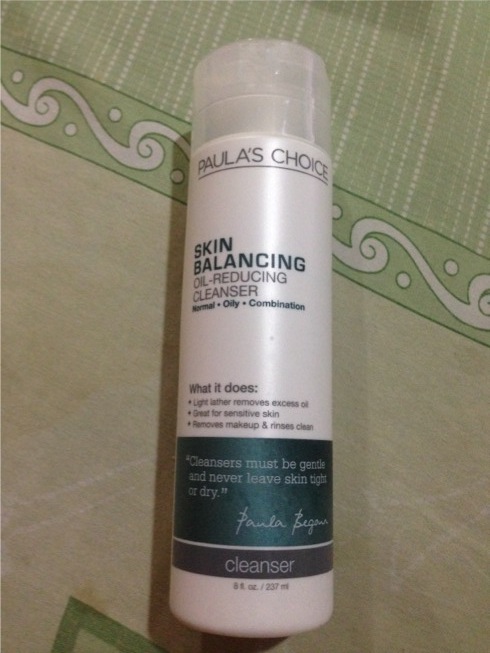 PAULA'S CHOICE
SKIN
BALANCING
OIL-REDUCING
CLEANSER
Normal • Oily • Combination
What it does:
• Light lather removes excess oil
• Great for sensitive skin
• Removes makeup & rinses clean
“Cleansers must be gentle
and never leave skin tight
or dry.”
Paula Begoun
cleanser
8 fl. oz. / 237 ml